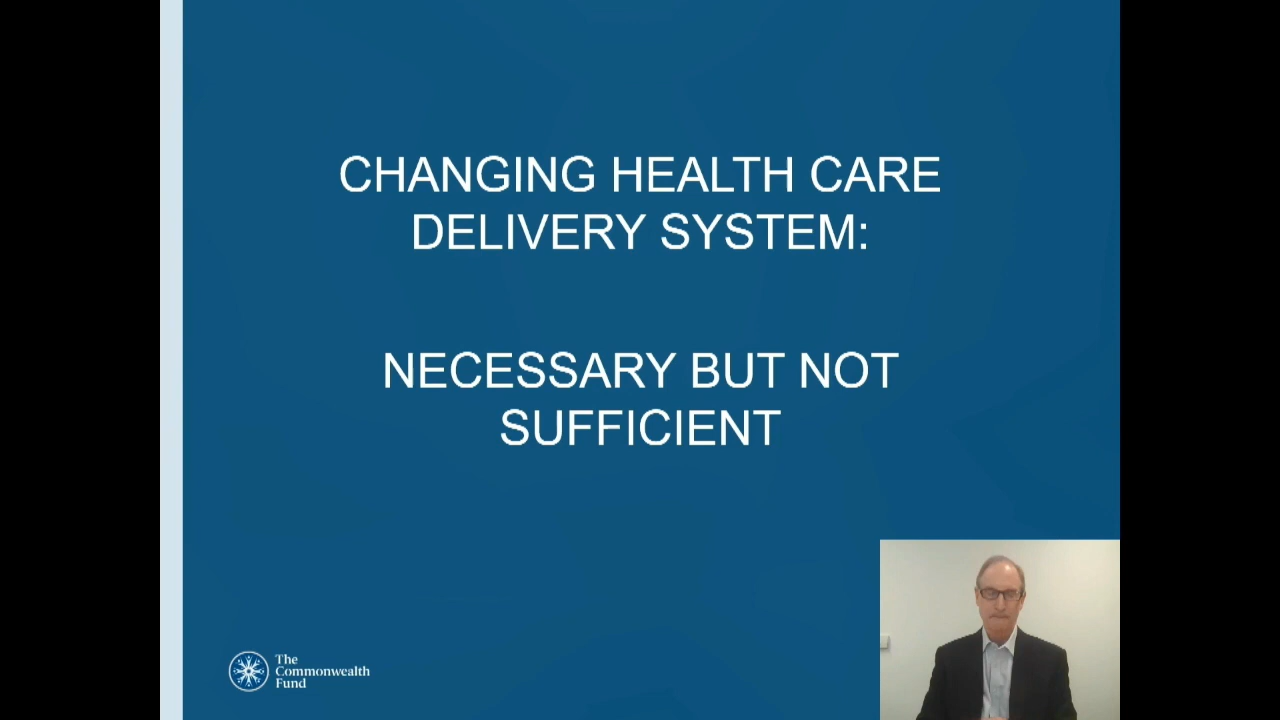 CHANGING HEALTH CARE
DELIVERY SYSTEM:
NECESSARY BUT NOT
SUFFICIENT
The
Commonwealth
Fund